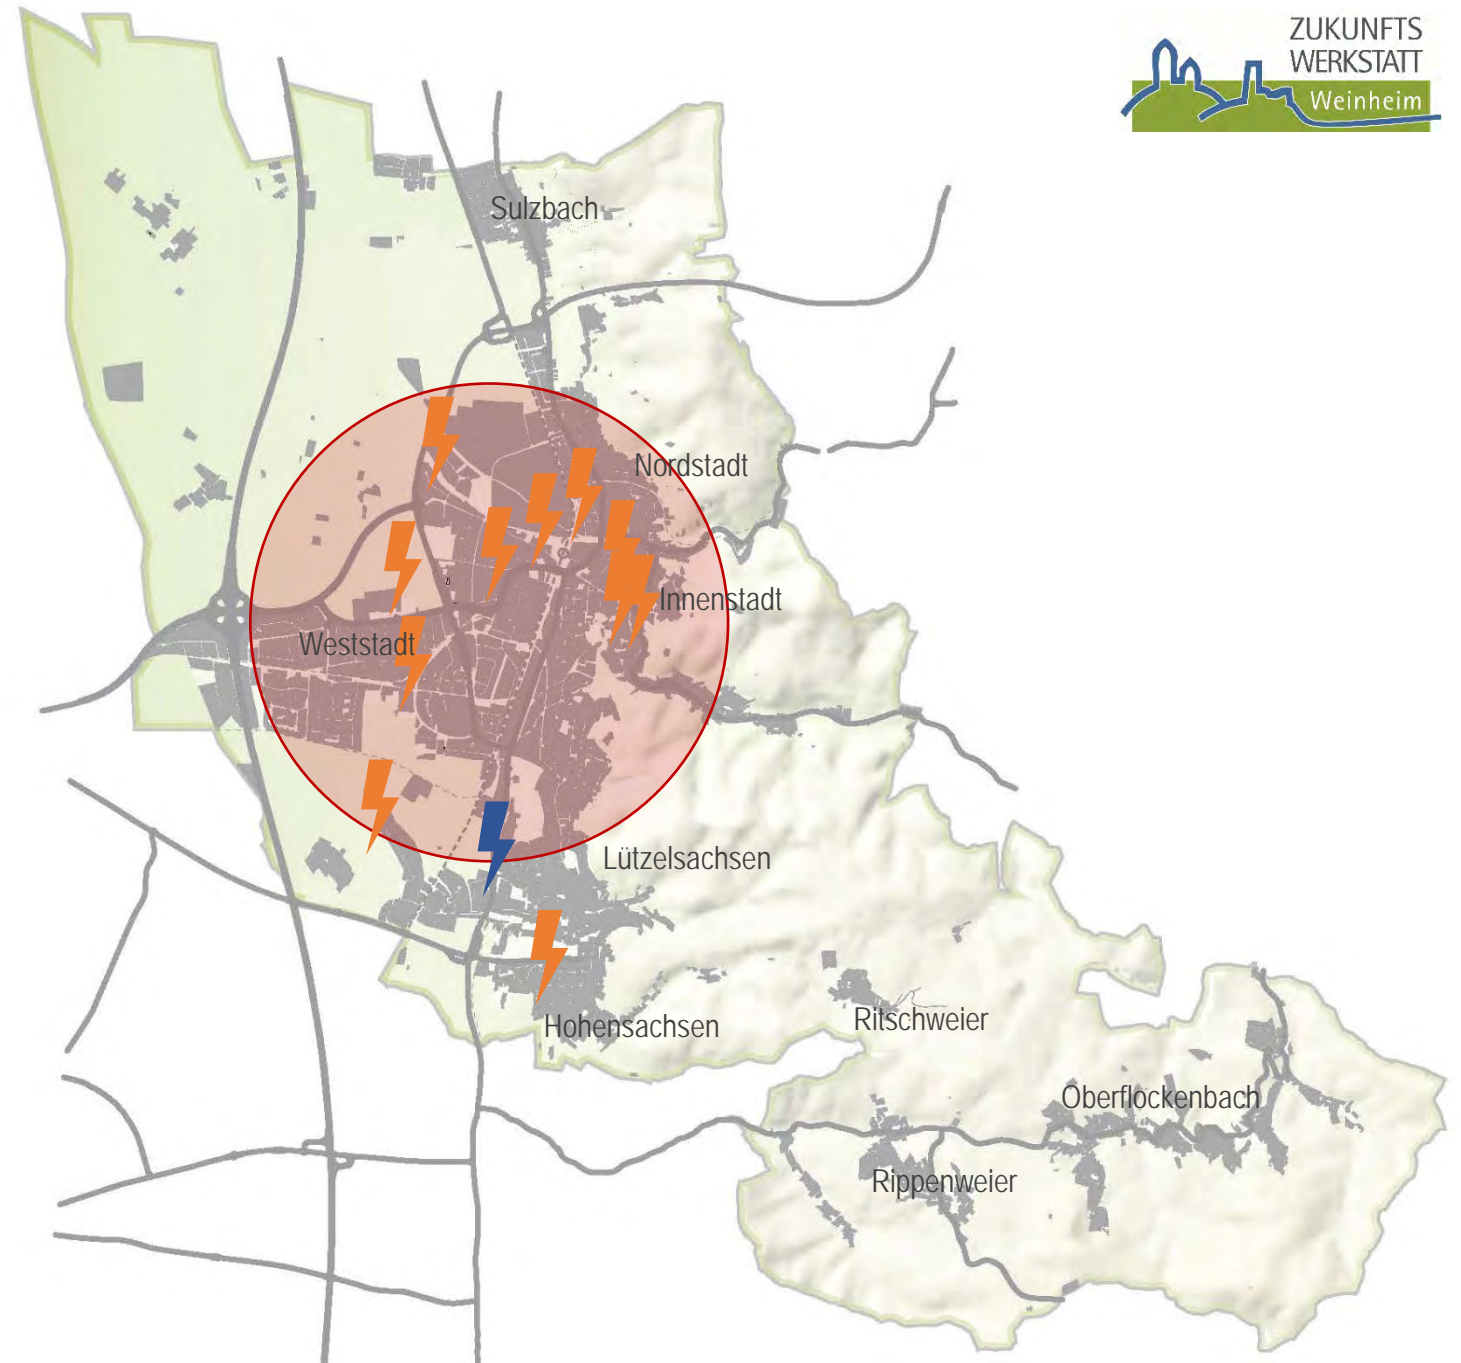 ZUKUNFTS
WERKSTATT
Weinheim
Sulzbach
Nordstadt
Innenstadt
Weststadt
Lützelsachsen
Hohensachsen
Ritschweier
Oberflockenbach
Rippenweier